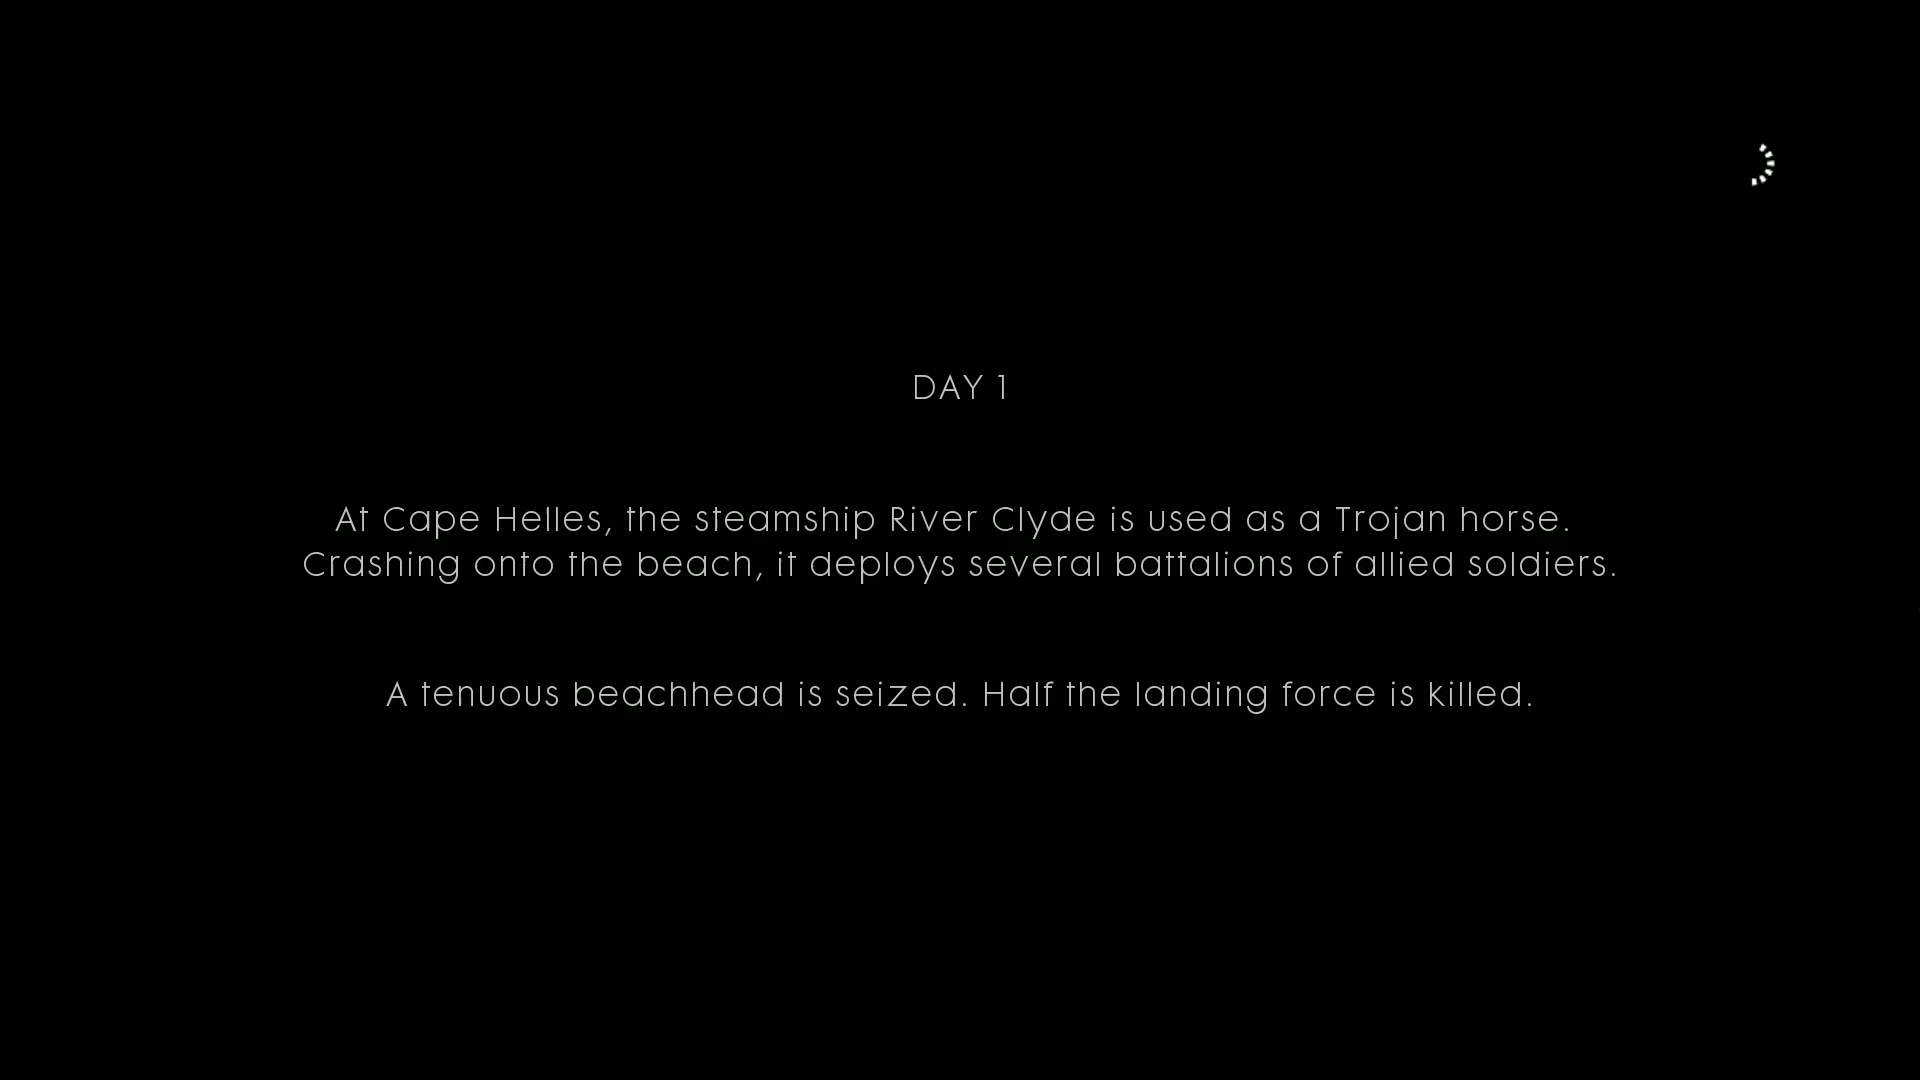 DAY 1
At Cape Helles, the steamship River Clyde is used as a Trojan horse.
Crashing onto the beach, it deploys several battalions of allied soldiers.
A tenuous beachhead is seized. Half the landing force is killed.